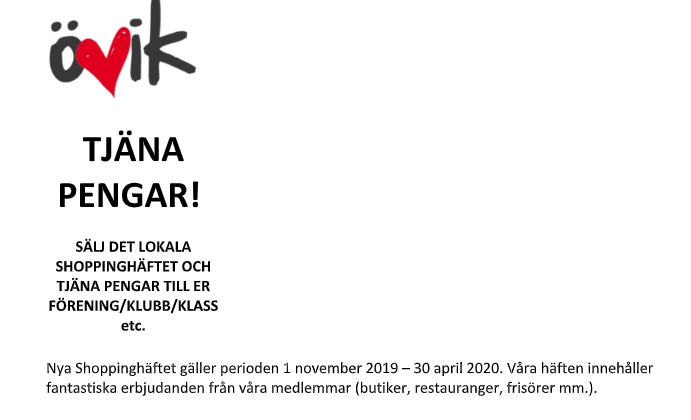 övik
TJÄNA
PENGAR!
SÄLJ DET LOKALA
SHOPPINGHÄFTET OCH
TJÄNA PENGAR TILL ER
FÖRENING/KLUBB/KLASS
etc.
Nya Shoppinghäftet gäller perioden 1 november 2019 – 30 april 2020. Våra häften innehåller
fantastiska erbjudanden från våra medlemmar (butiker, restauranger, frisörer mm.).